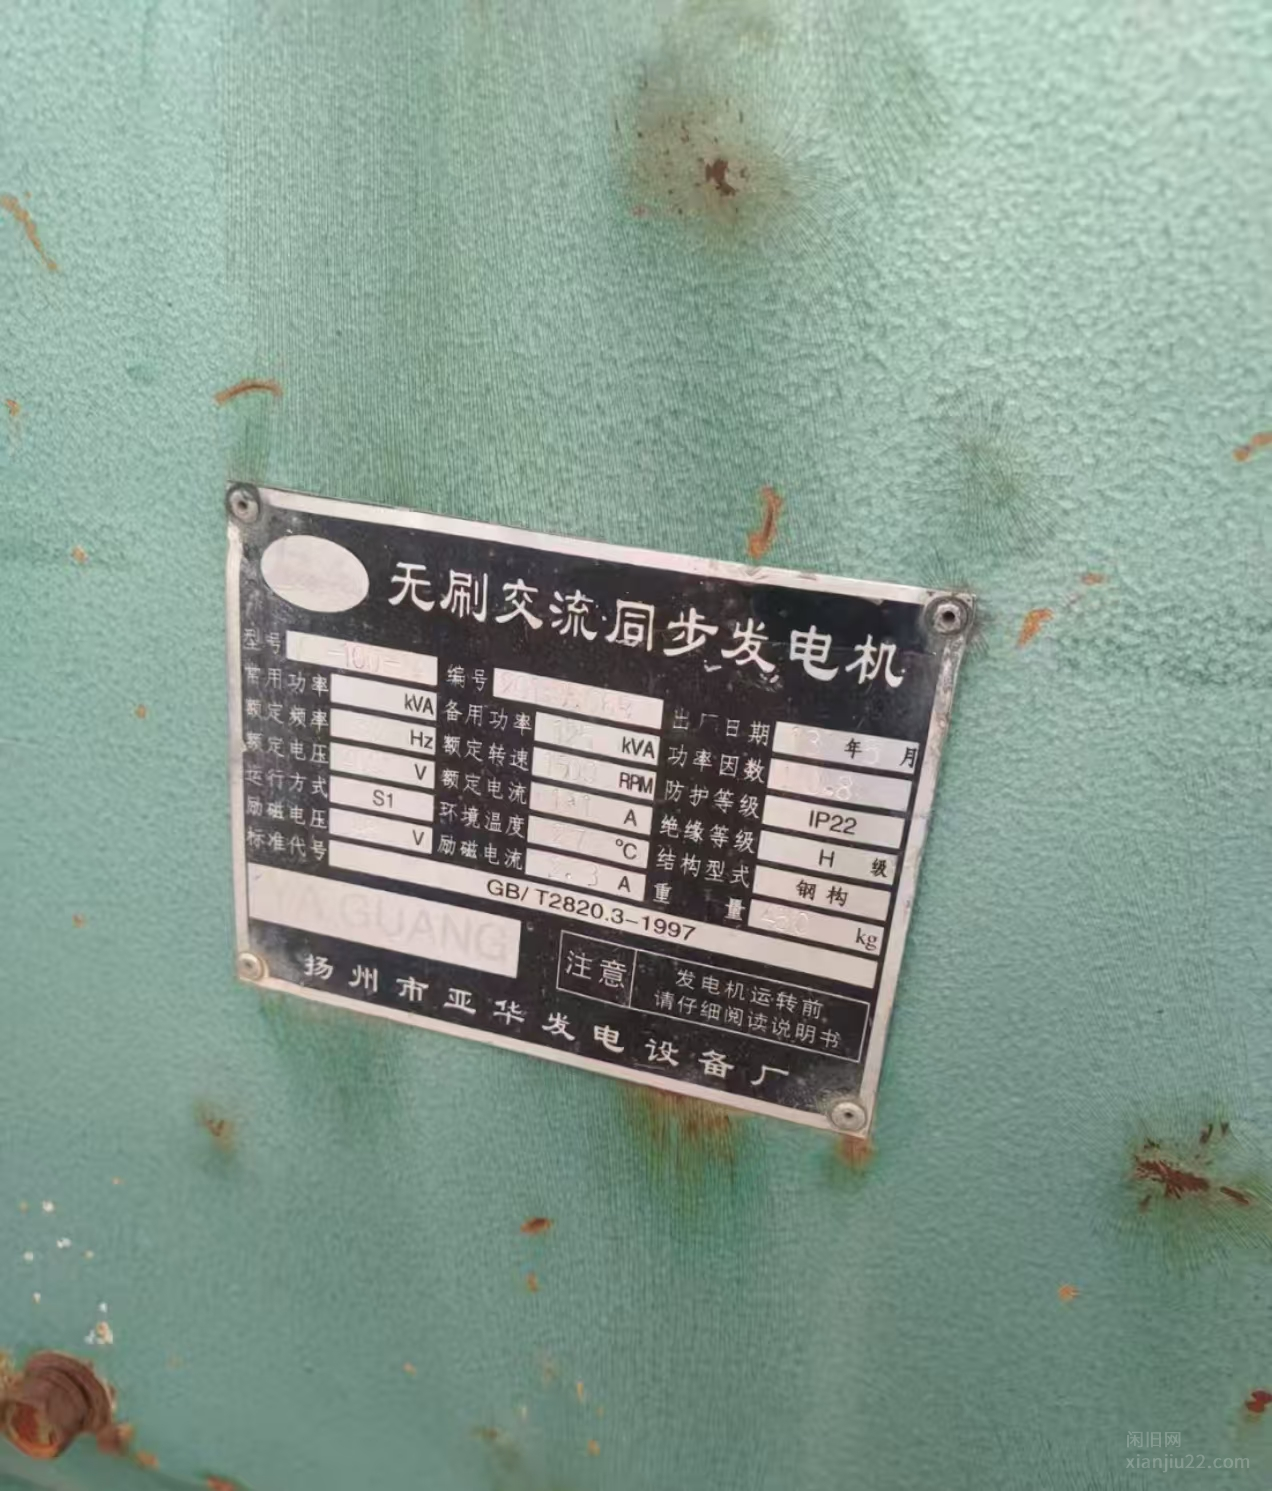 无刷交流同步发电机
型号 -100- 编号 出厂日期 年 月
常用功率 kVA 备用功率 125 kVA 功率因数 0.8
额定频率 Hz 额定转速 1500 RPM 防护等级 IP22
额定电压 V 额定电流 A 绝缘等级 H 级
运行方式 S1 环境温度 ℃ 结构型式 钢构
励磁电压 V 励磁电流 A 重量 kg
标准代号 GB/T2820.3-1997
YA GUANG
注意 发电机运转前
请仔细阅读说明书
扬州市亚华发电设备厂
闲旧网
xianjiu22.com